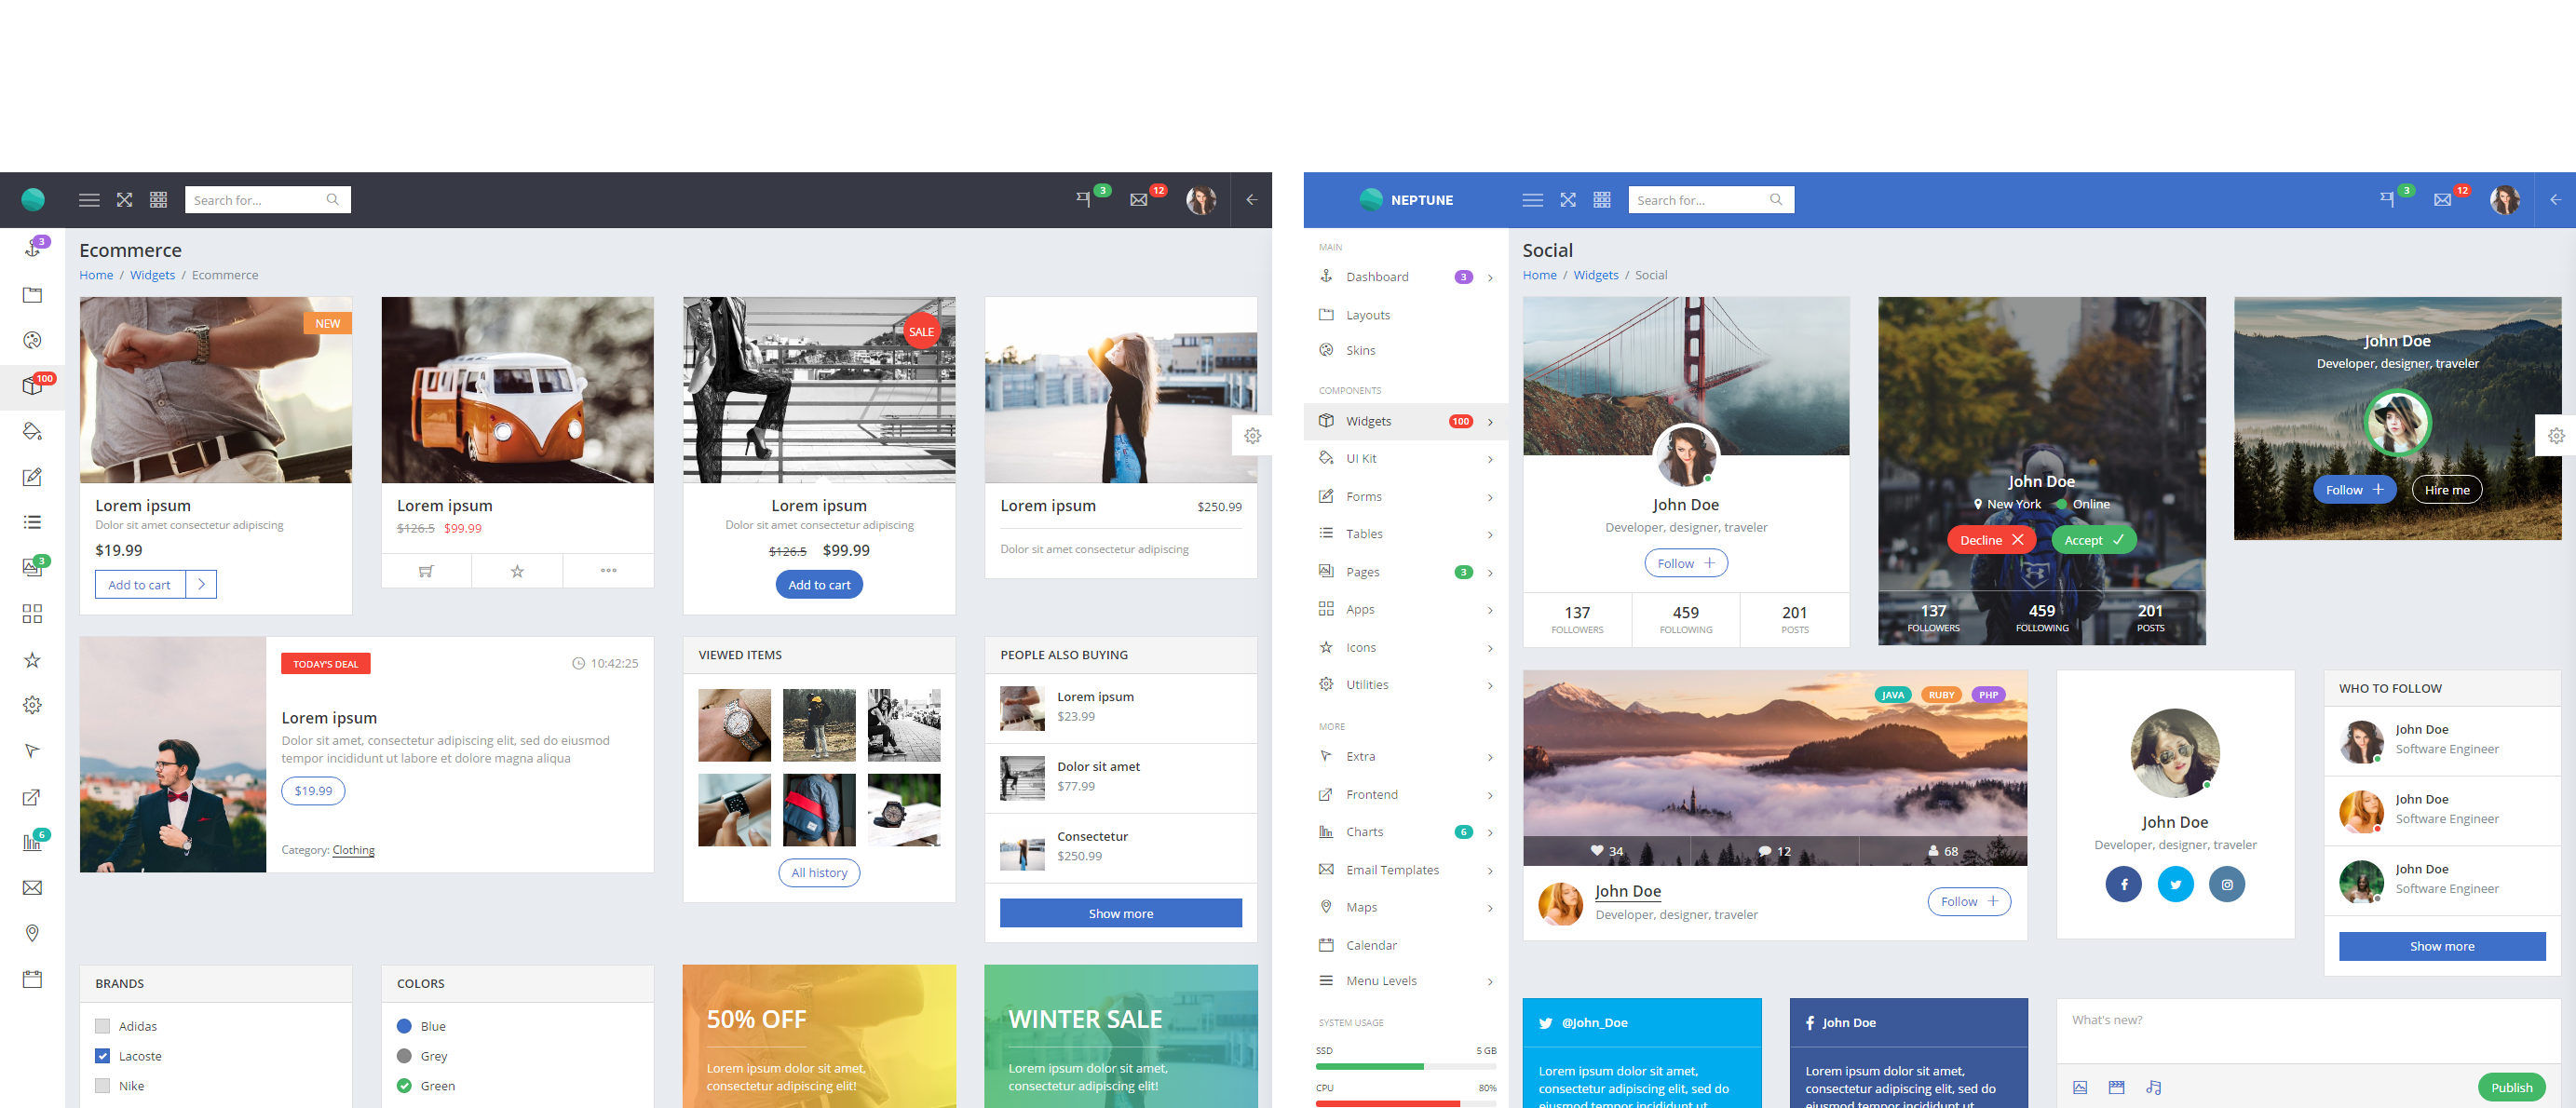 Search for...
3
12
3
100
3
6
Ecommerce
Home / Widgets / Ecommerce
NEW
Lorem ipsum
Dolor sit amet consectetur adipiscing
$19.99
Add to cart
Lorem ipsum
$126.5 $99.99
SALE
Lorem ipsum
Dolor sit amet consectetur adipiscing
$126.5 $99.99
Add to cart
Lorem ipsum $250.99
Dolor sit amet consectetur adipiscing
TODAY'S DEAL 10:42:25
Lorem ipsum
Dolor sit amet, consectetur adipiscing elit, sed do eiusmod
tempor incididunt ut labore et dolore magna aliqua
$19.99
Category: Clothing
VIEWED ITEMS
All history
PEOPLE ALSO BUYING
Lorem ipsum
$23.99
Dolor sit amet
$77.99
Consectetur
$250.99
Show more
BRANDS
Adidas
Lacoste
Nike
COLORS
Blue
Grey
Green
50% OFF
Lorem ipsum dolor sit amet,
consectetur adipiscing elit!
WINTER SALE
Lorem ipsum dolor sit amet,
consectetur adipiscing elit!
NEPTUNE
Search for...
3
12
MAIN
Dashboard 3
Layouts
Skins
COMPONENTS
Widgets 100
UI Kit
Forms
Tables
Pages 3
Apps
Icons
Utilities
MORE
Extra
Frontend
Charts 6
Email Templates
Maps
Calendar
Menu Levels
SYSTEM USAGE
SSD 5 GB
CPU 80%
Social
Home / Widgets / Social
John Doe
Developer, designer, traveler
Follow
137 459 201
FOLLOWERS FOLLOWING POSTS
John Doe
New York Online
Decline Accept
137 459 201
FOLLOWERS FOLLOWING POSTS
John Doe
Developer, designer, traveler
Follow Hire me
JAVA RUBY PHP
34 12 68
John Doe
Developer, designer, traveler
Follow
John Doe
Developer, designer, traveler
WHO TO FOLLOW
John Doe
Software Engineer
John Doe
Software Engineer
John Doe
Software Engineer
Show more
@John_Doe
Lorem ipsum dolor sit amet,
consectetur adipiscing elit, sed do
eiusmod tempor incididunt ut
John Doe
Lorem ipsum dolor sit amet,
consectetur adipiscing elit, sed do
eiusmod tempor incididunt ut
What's new?
Publish